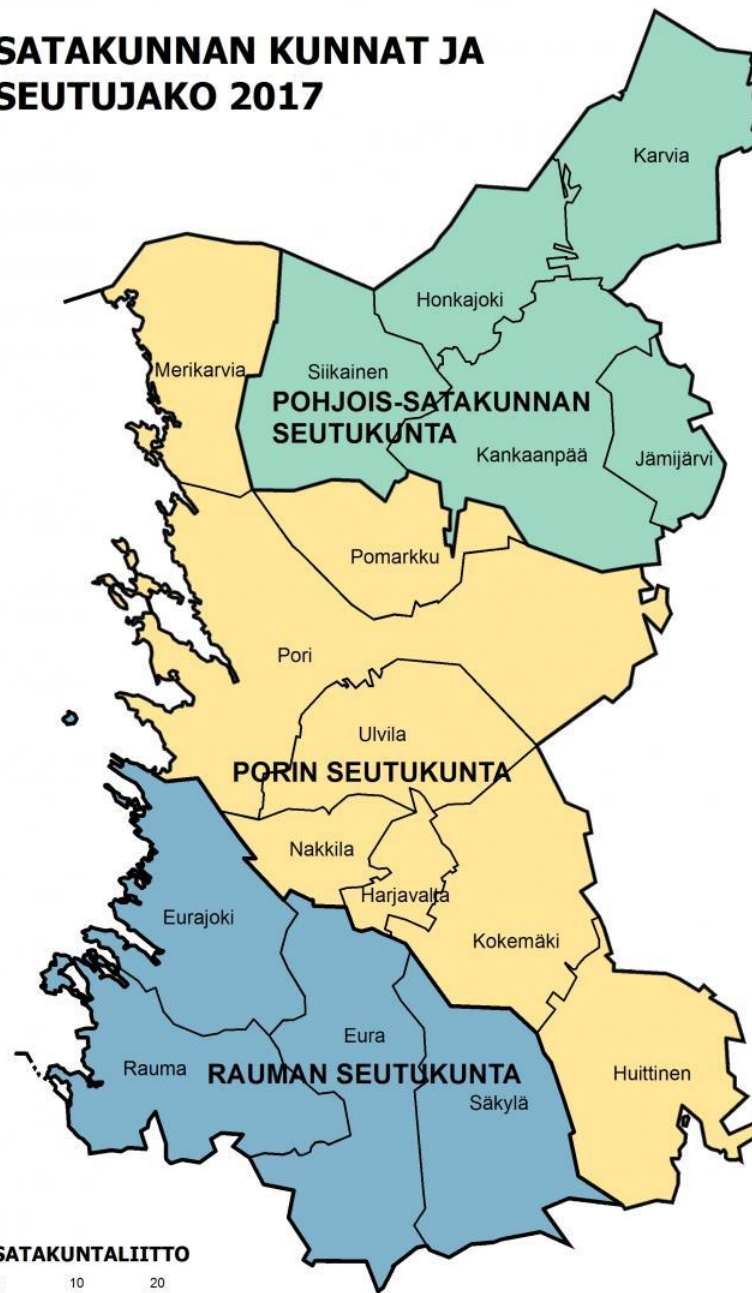 SATAKUNNAN KUNNAT JA
SEUTUJAKO 2017
Karvia
Honkajoki
Merikarvia
Siikainen
POHJOIS-SATAKUNNAN
SEUTUKUNTA
Kankaanpää
Jämijärvi
Pomarkku
Pori
Ulvila
PORIN SEUTUKUNTA
Nakkila
Harjavalta
Eurajoki
Kokemäki
Eura
Rauma
RAUMAN SEUTUKUNTA
Huittinen
Säkylä
SATAKUNTALIITTO
10 20